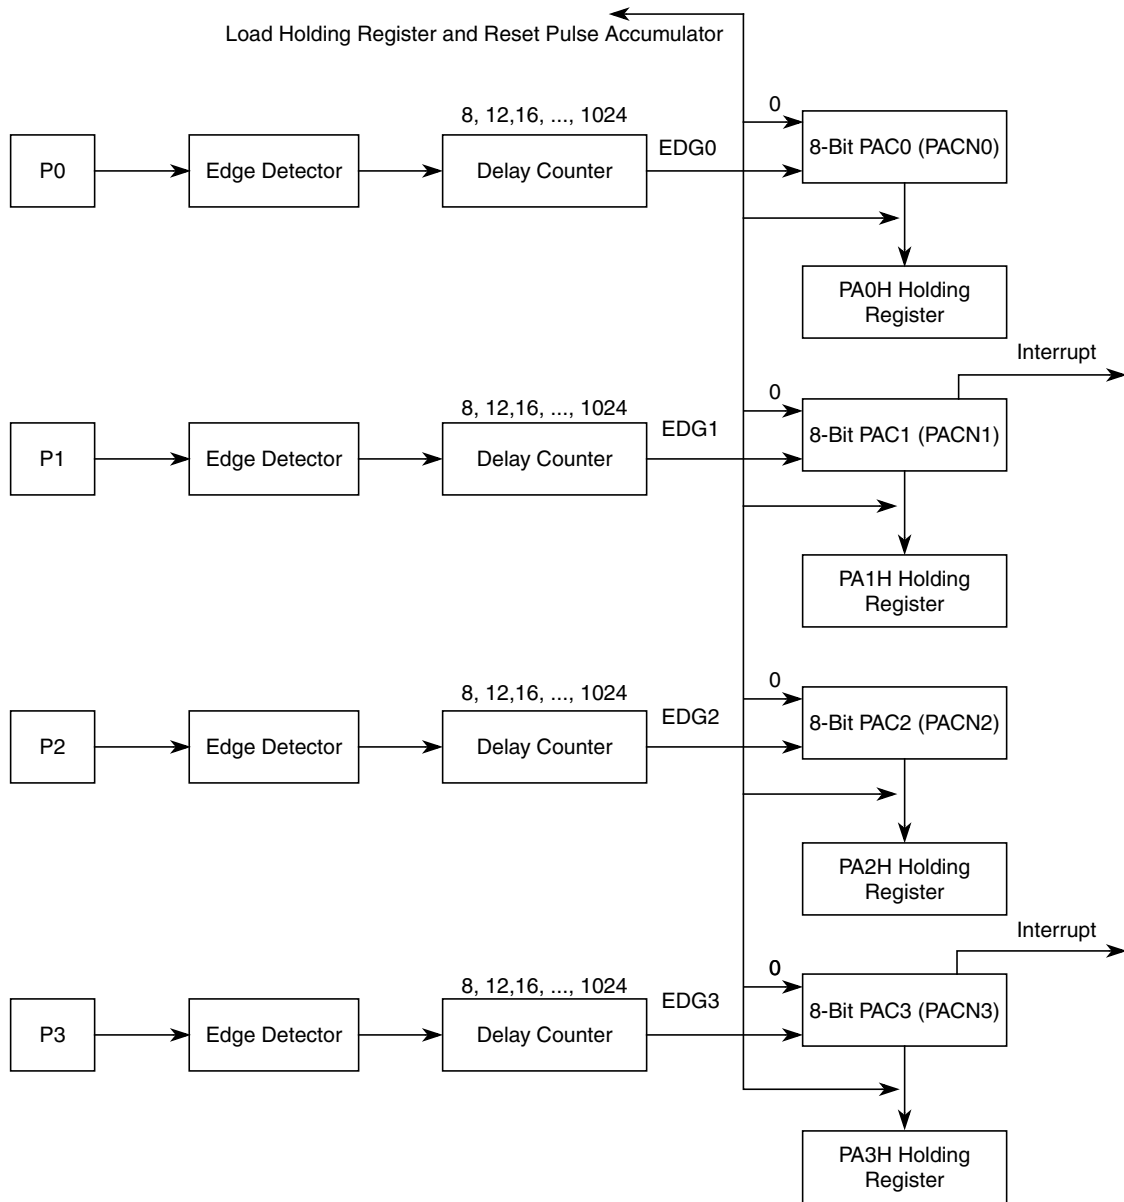 Load Holding Register and Reset Pulse Accumulator
0
8, 12,16, ..., 1024
EDG0
8-Bit PAC0 (PACN0)
P0
Edge Detector
Delay Counter
PA0H Holding
Register
Interrupt
0
8, 12,16, ..., 1024
EDG1
8-Bit PAC1 (PACN1)
P1
Edge Detector
Delay Counter
PA1H Holding
Register
0
8, 12,16, ..., 1024
EDG2
8-Bit PAC2 (PACN2)
P2
Edge Detector
Delay Counter
PA2H Holding
Register
Interrupt
0
8, 12,16, ..., 1024
EDG3
8-Bit PAC3 (PACN3)
P3
Edge Detector
Delay Counter
PA3H Holding
Register